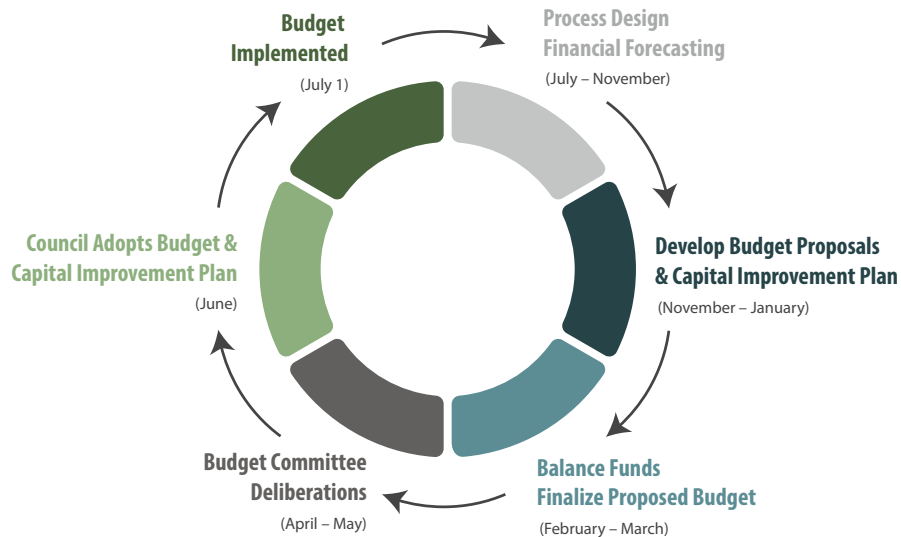 Budget
Implemented
(July 1)
Process Design
Financial Forecasting
(July – November)
Develop Budget Proposals
& Capital Improvement Plan
(November – January)
Balance Funds
Finalize Proposed Budget
(February – March)
Budget Committee
Deliberations
(April – May)
Council Adopts Budget &
Capital Improvement Plan
(June)